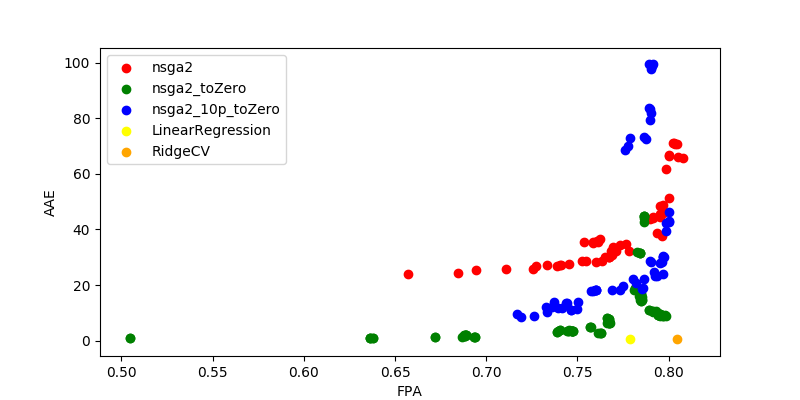 nsga2
nsga2_toZero
nsga2_10p_toZero
LinearRegression
RidgeCV
AAE
100
80
60
40
20
0
0.50 0.55 0.60 0.65 0.70 0.75 0.80
FPA